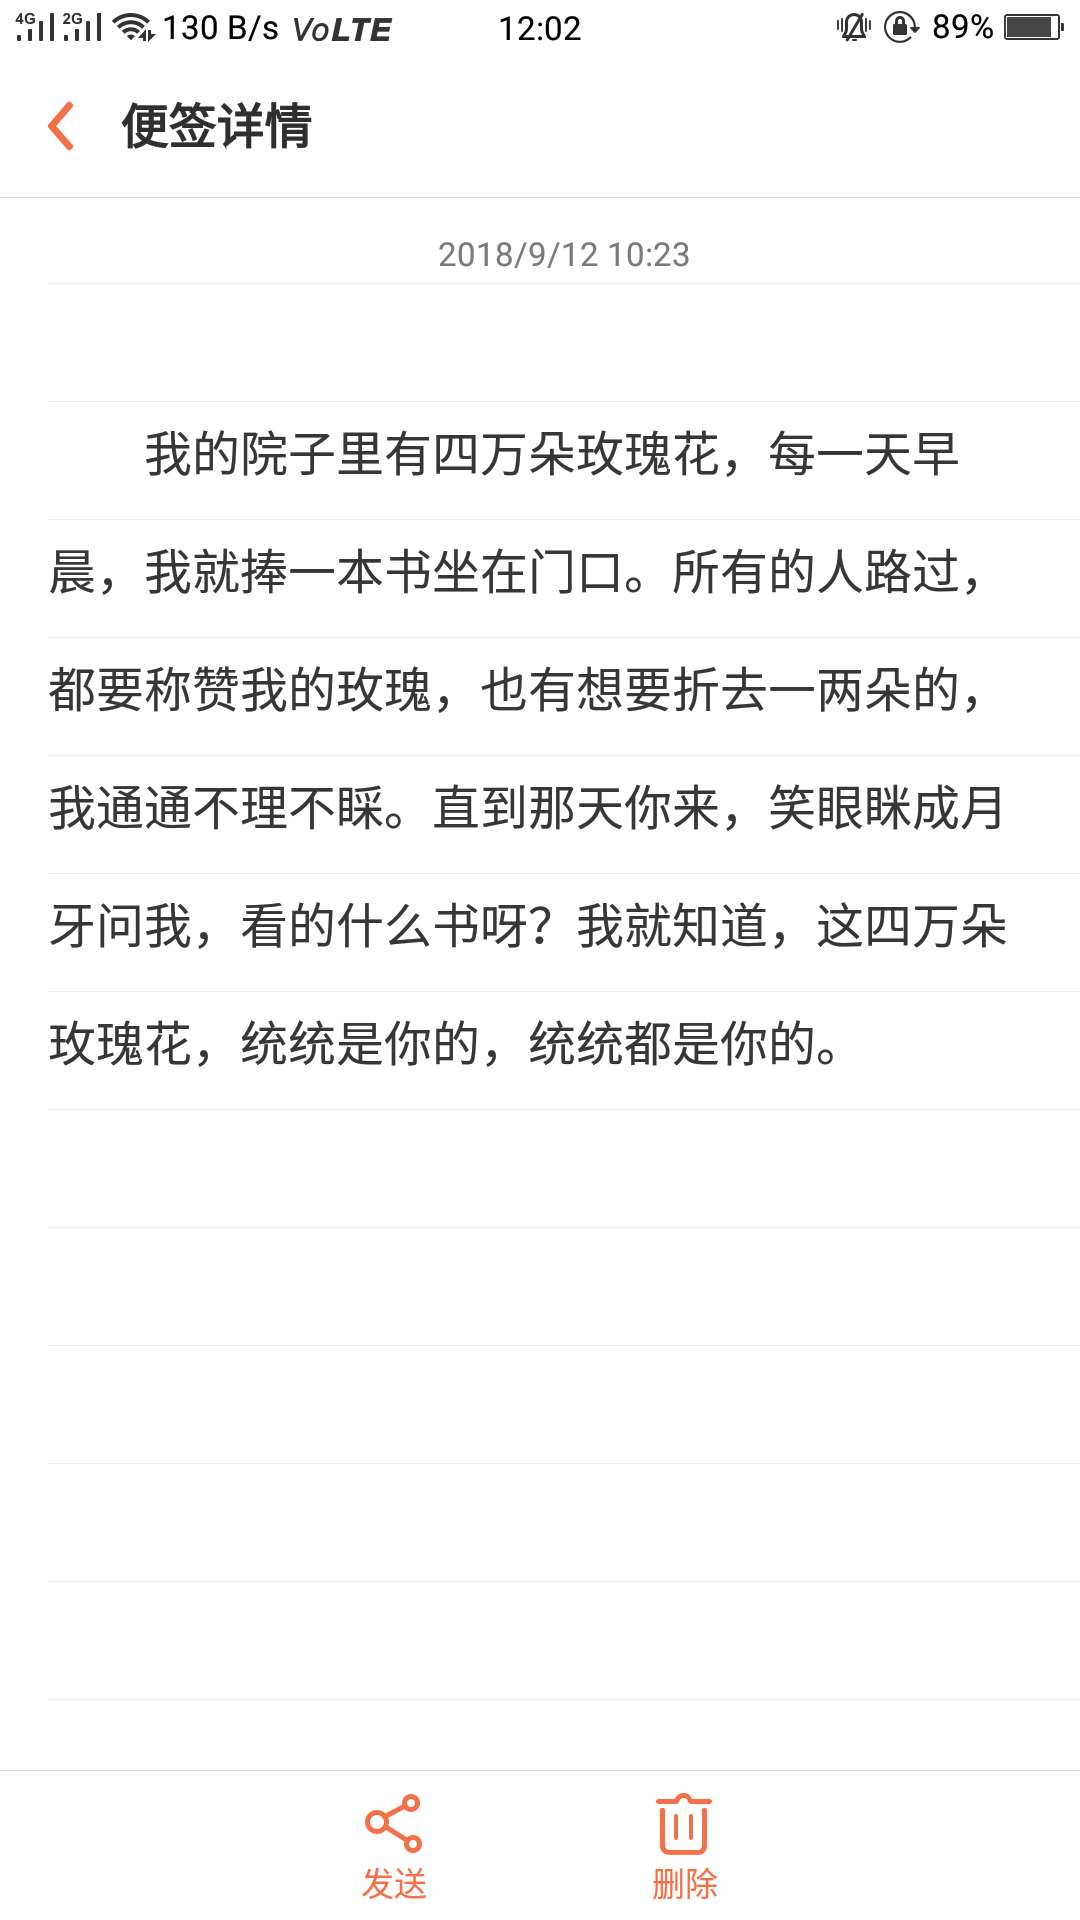 4G 2G 130 B/s VoLTE 12:02 89%
便签详情
2018/9/12 10:23
我的院子里有四万朵玫瑰花，每一天早
晨，我就捧一本书坐在门口。所有的人路过，
都要称赞我的玫瑰，也有想要折去一两朵的，
我通通不理不睬。直到那天你来，笑眼眯成月
牙问我，看的什么书呀？我就知道，这四万朵
玫瑰花，统统是你的，统统都是你的。
发送 删除